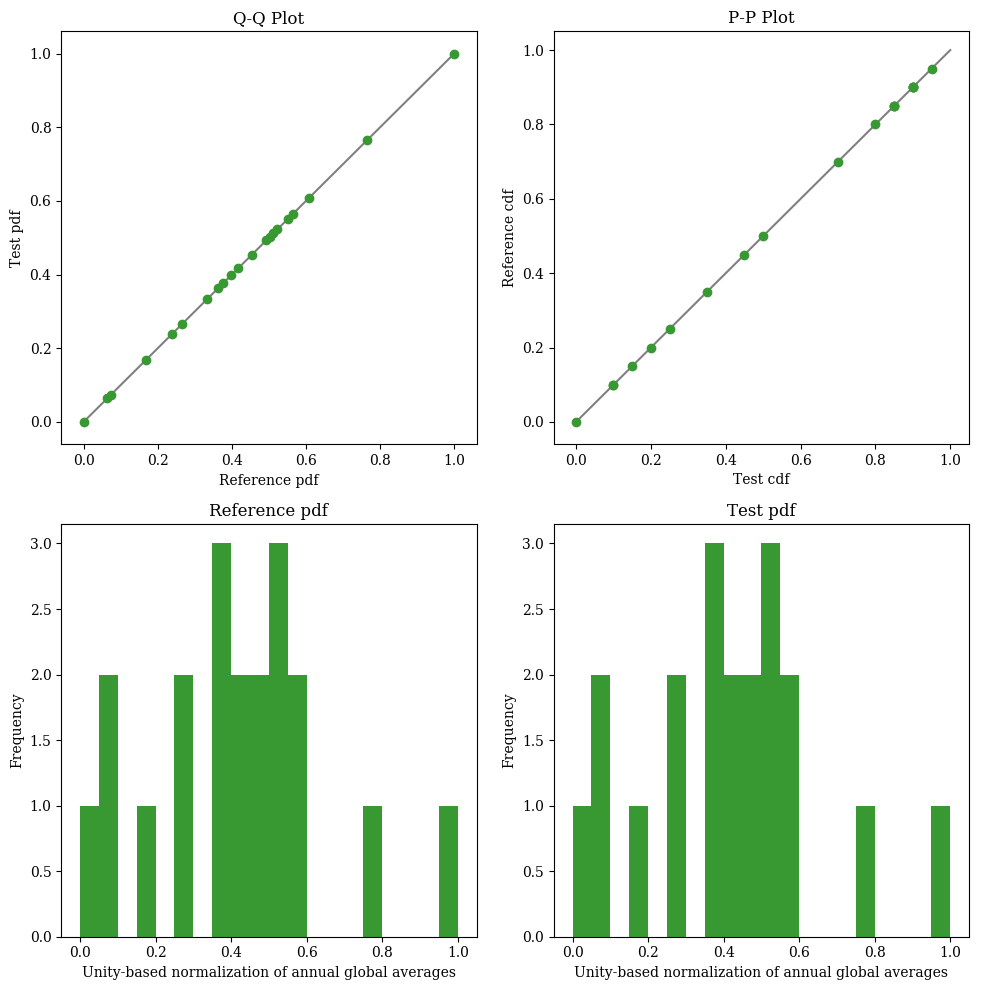 Q-Q Plot
1.0
0.8
0.6
0.4
0.2
0.0
Test pdf
0.0 0.2 0.4 0.6 0.8 1.0
Reference pdf
P-P Plot
1.0
0.8
0.6
0.4
0.2
0.0
Reference cdf
0.0 0.2 0.4 0.6 0.8 1.0
Test cdf
Reference pdf
3.0
2.5
2.0
1.5
1.0
0.5
0.0
Frequency
0.0 0.2 0.4 0.6 0.8 1.0
Unity-based normalization of annual global averages
Test pdf
3.0
2.5
2.0
1.5
1.0
0.5
0.0
Frequency
0.0 0.2 0.4 0.6 0.8 1.0
Unity-based normalization of annual global averages